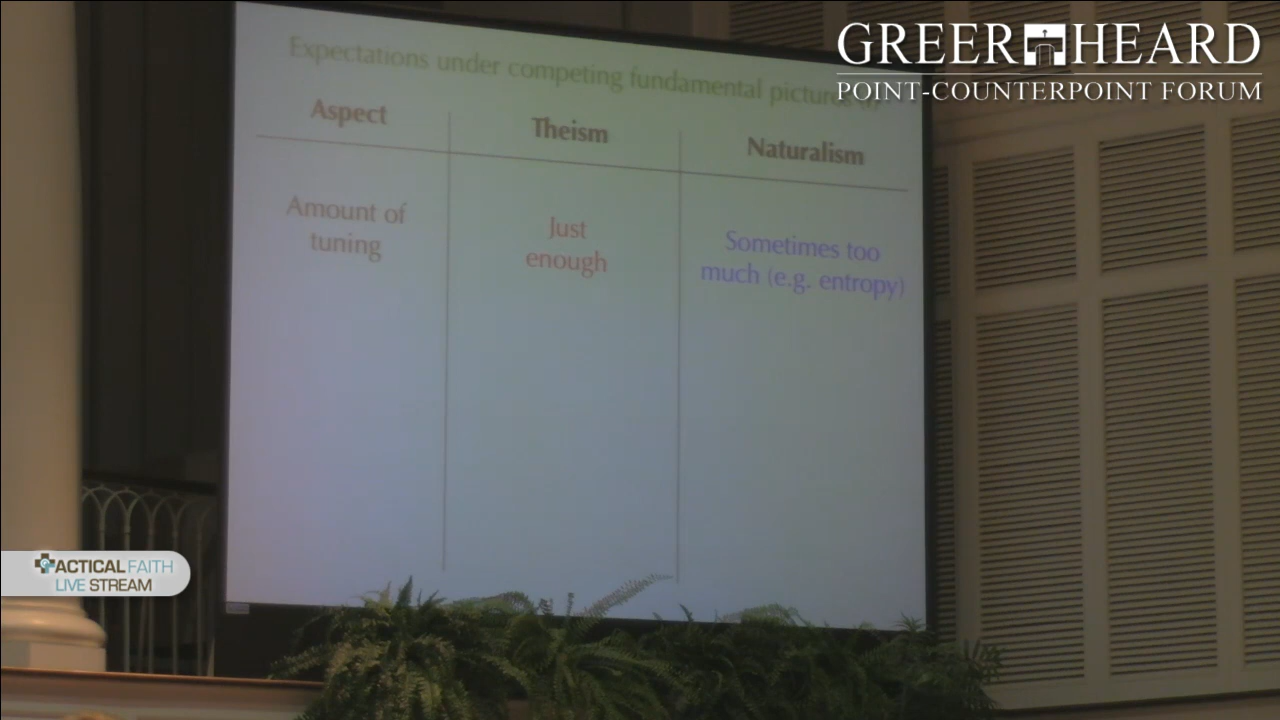 GREER HEARD
POINT-COUNTERPOINT FORUM
Expectations under competing fundamental pictures (I)
Aspect
Theism
Naturalism
Amount of
tuning
Just
enough
Sometimes too
much (e.g. entropy)
TACTICAL FAITH
LIVE STREAM